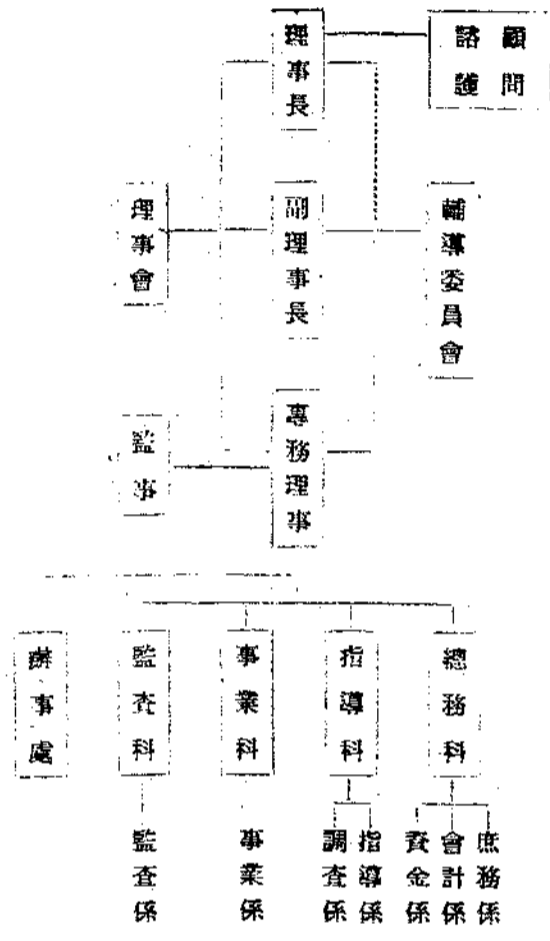 顧問
諮議
理事長
輔導委員會
副理事長
理事會
專務理事
監事
總務科
指導科
事業科
監査科
辦事處
庶務係
會計係
資金係
指導係
調査係
事業係
監査係